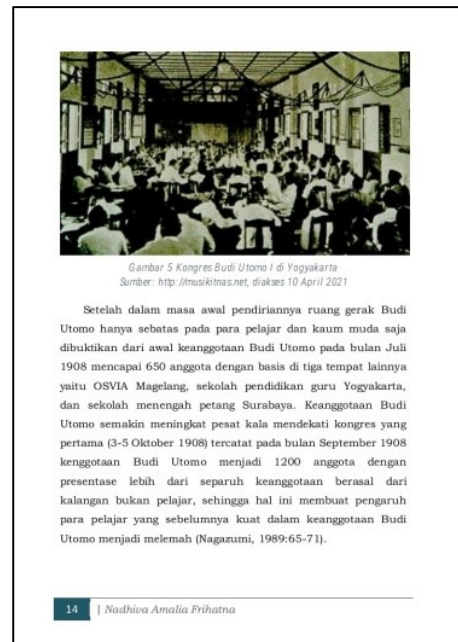 Gambar 5 Kongres Budi Utomo I di Yogyakarta
Sumber: http://musikitnas.net, diakses 10 April 2021
Setelah dalam masa awal pendiriannya ruang gerak Budi
Utomo hanya sebatas pada para pelajar dan kaum muda saja
dibuktikan dari awal keanggotaan Budi Utomo pada bulan Juli
1908 mencapai 650 anggota dengan basis di tiga tempat lainnya
yaitu OSVIA Magelang, sekolah pendidikan guru Yogyakarta,
dan sekolah menengah petang Surabaya. Keanggotaan Budi
Utomo semakin meningkat pesat kala mendekati kongres yang
pertama (3-5 Oktober 1908) tercatat pada bulan September 1908
kenggotaan Budi Utomo menjadi 1200 anggota dengan
presentase lebih dari separuh keanggotaan berasal dari
kalangan bukan pelajar, sehingga hal ini membuat pengaruh
para pelajar yang sebelumnya kuat dalam keanggotaan Budi
Utomo menjadi melemah (Nagazumi, 1989:65-71).
14 | | Nadhiva Amalia Frihatna